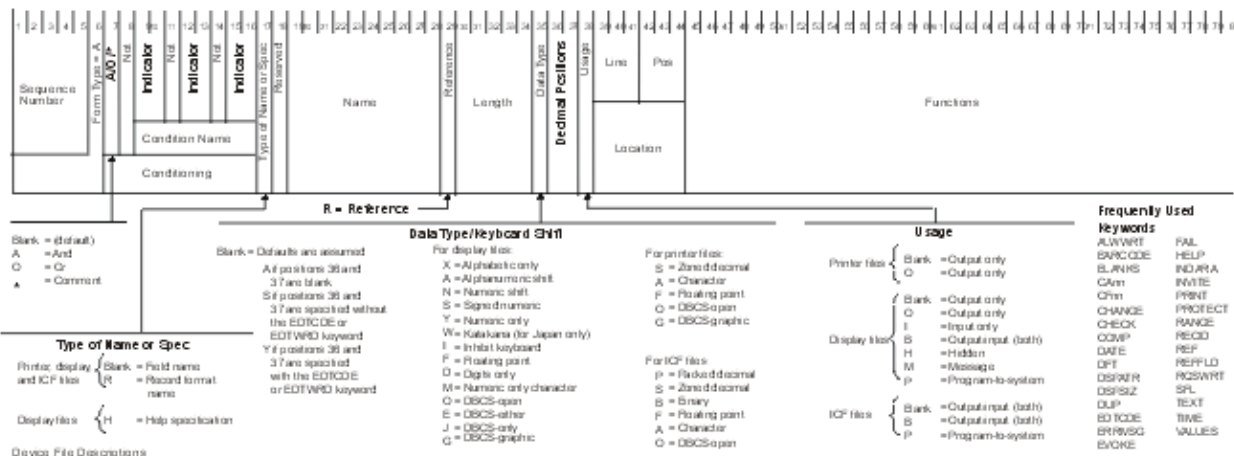 Sequence
Number
Form Type = A
A/O/*
Not
Indicator
Not
Indicator
Not
Indicator
Type of Name or Spec
Reserved
Name
Reference
Length
Data Type
Decimal Positions
Usage
Line
Pos
Functions
Condition Name
Location
Conditioning
R = Reference
Blank = (default)
A = And
O = Or
= Comment
Type of Name or Spec
Printer, display
and ICF files
Blank = Field name
R = Record format
name
Display files
H = Help specification
Device File Descriptions
Data Type/Keyboard Shift
Blank = Defaults are assumed
A if positions 36 and
37 are blank
S if positions 36 and
37 are specified without
the EDTCDE or
EDTWRD keyword
Y if positions 36 and
37 are specified
with the EDTCDE
or EDTWRD keyword
For display files:
X = Alphabetic only
A = Alphanumeric shift
N = Numeric shift
S = Signed numeric
Y = Numeric only
W = Katakana (for Japan only)
I = Inhibit keyboard
F = Floating point
D = Digits only
M = Numeric only character
O = DBCS-open
E = DBCS-either
J = DBCS-only
G = DBCS-graphic
For printer files:
S = Zoned decimal
A = Character
F = Floating point
O = DBCS-open
G = DBCS-graphic
For ICF files
P = Packed decimal
S = Zoned decimal
B = Binary
F = Floating point
A = Character
O = DBCS-open
Usage
Printer files
Blank = Output only
O = Output only
Display files
Blank = Output only
O = Output only
I = Input only
B = Output/input (both)
H = Hidden
M = Message
P = Program-to-system
ICF files
Blank = Output/input (both)
B = Output/input (both)
P = Program-to-system
Frequently Used
Keywords
ALWWRT FAIL
BARCODE HELP
BLANKS INDARA
CAnn INVITE
CFnn PRINT
CHANGE PROTECT
CHECK RANGE
COMP RECID
DATE REF
DFT REFFLD
DSPATR RQSWRT
DSPSIZ SFL
DUP TEXT
EDTCDE TIME
ERRMSG VALUES
EVOKE